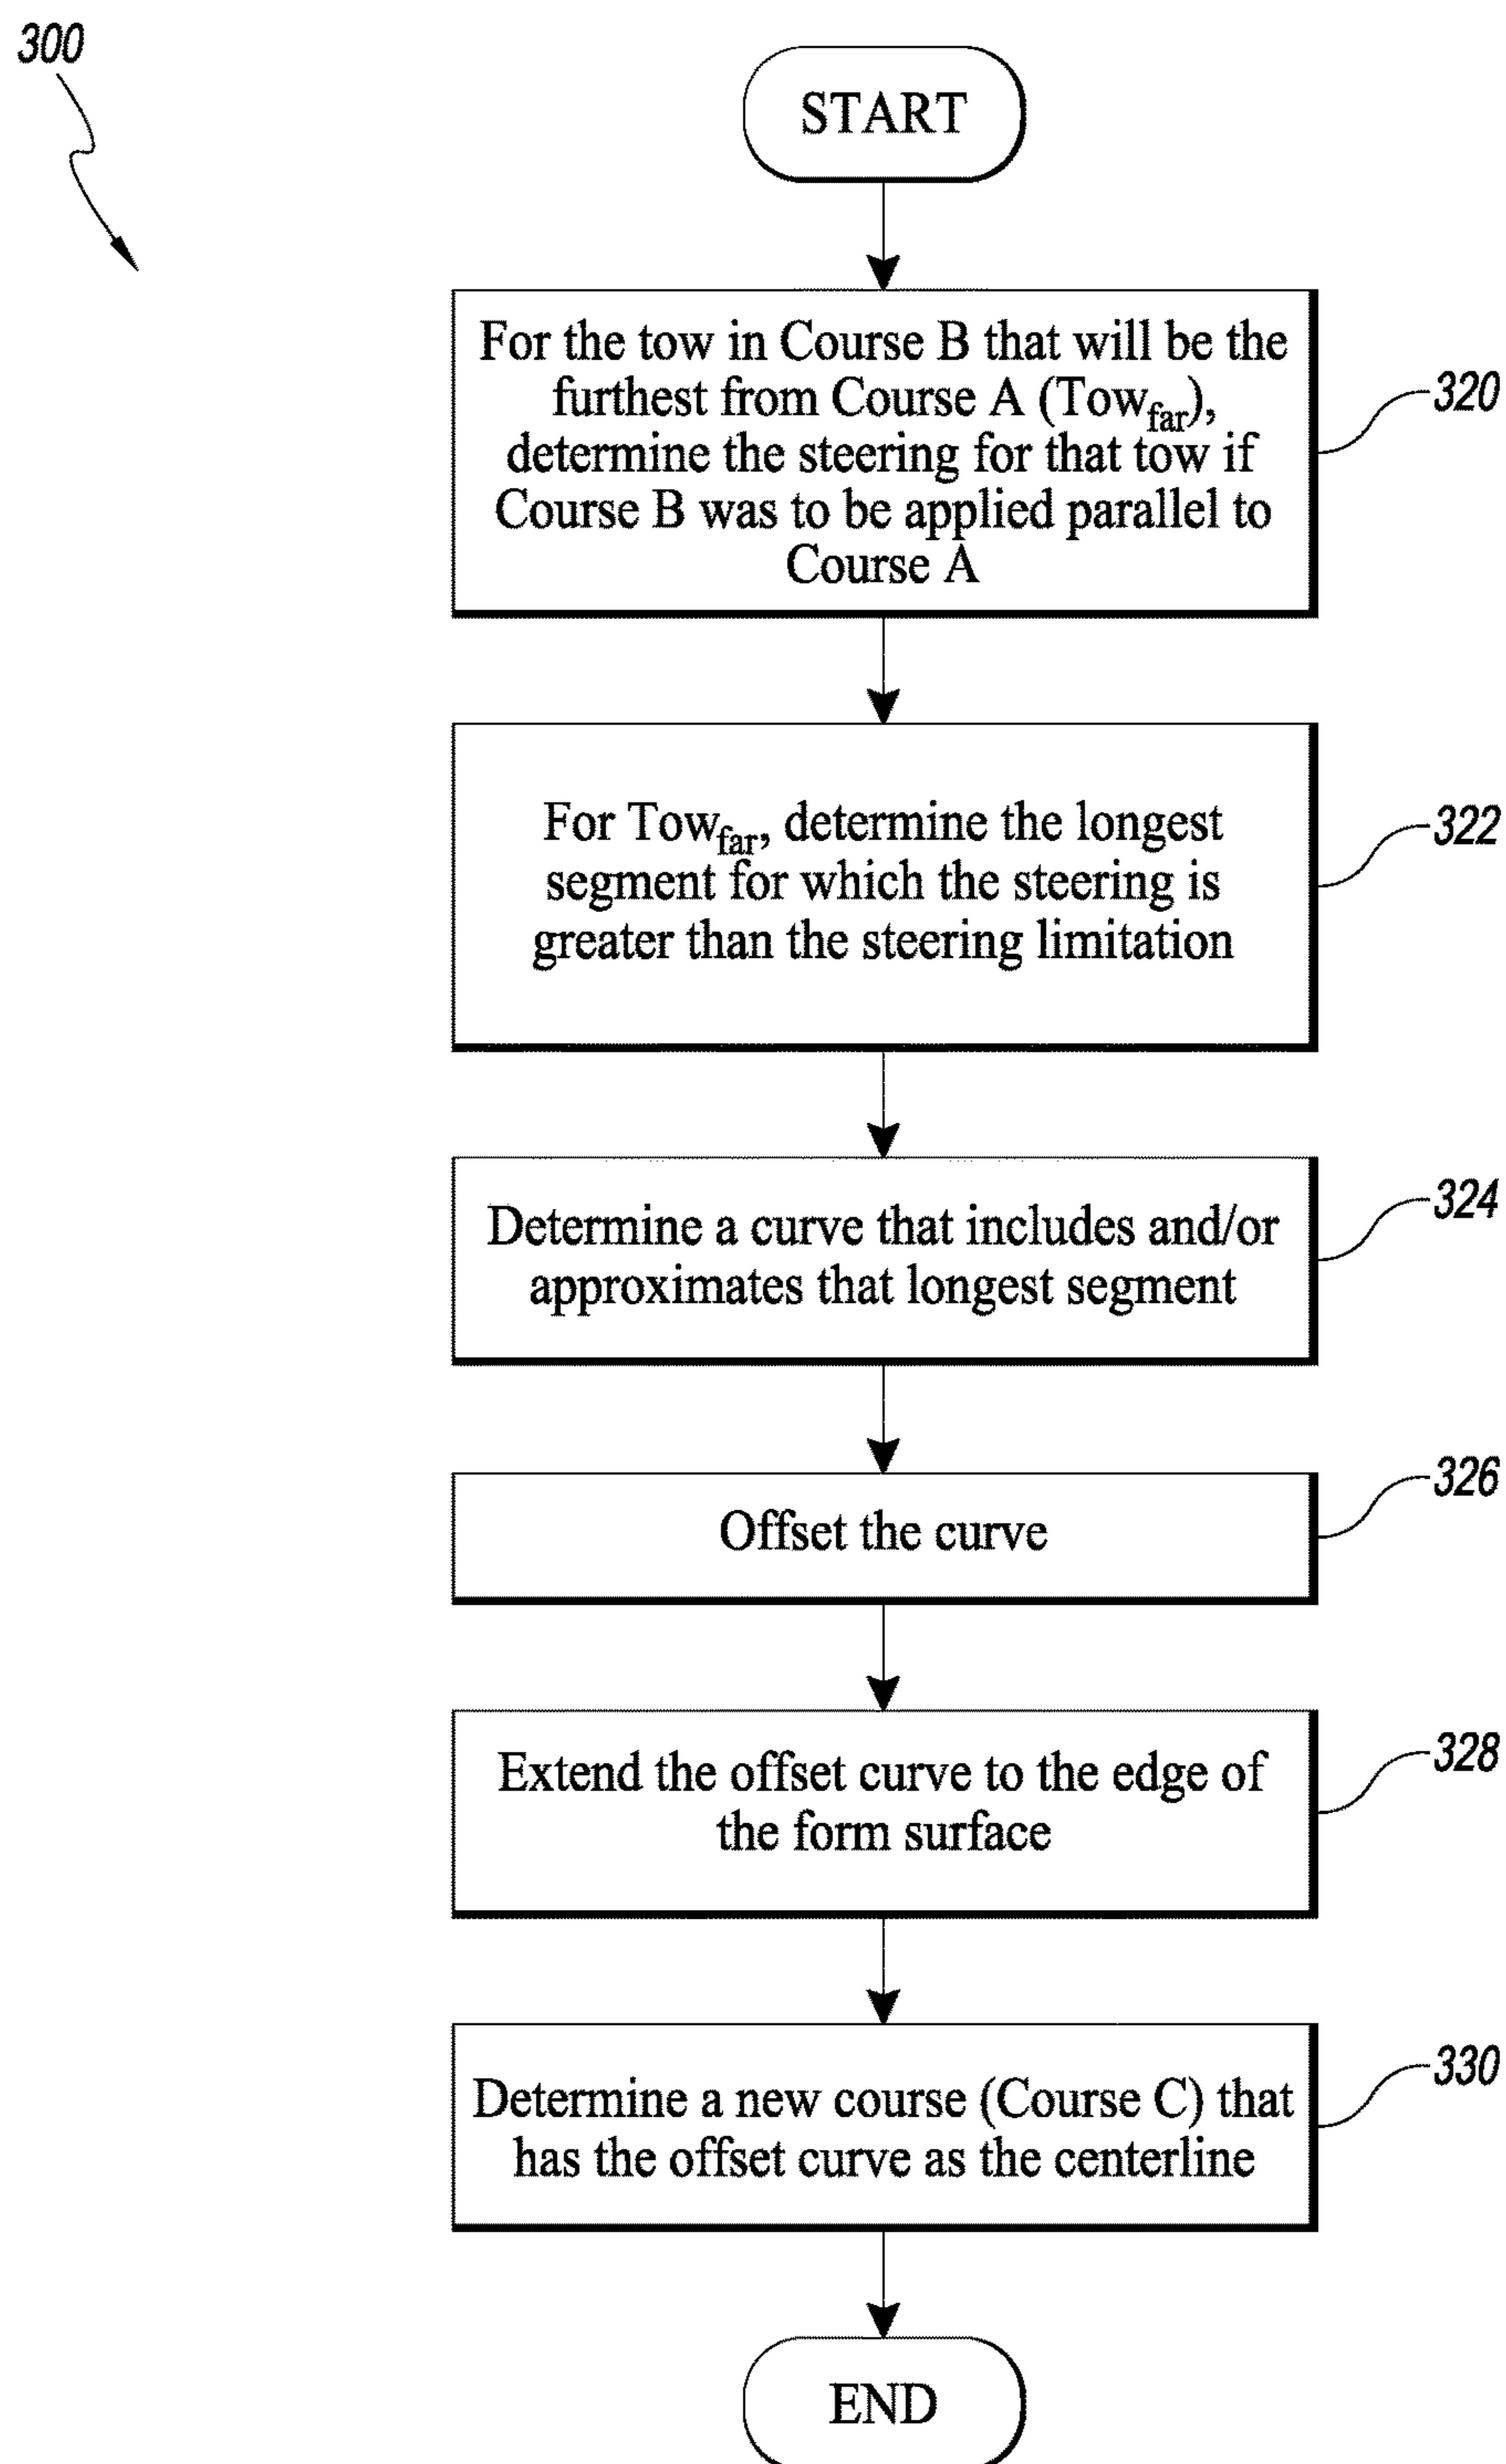 300
START
For the tow in Course B that will be the
furthest from Course A (Towfar),
determine the steering for that tow if
Course B was to be applied parallel to
Course A
320
For Towfar, determine the longest
segment for which the steering is
greater than the steering limitation
322
Determine a curve that includes and/or
approximates that longest segment
324
Offset the curve
326
Extend the offset curve to the edge of
the form surface
328
Determine a new course (Course C) that
has the offset curve as the centerline
330
END